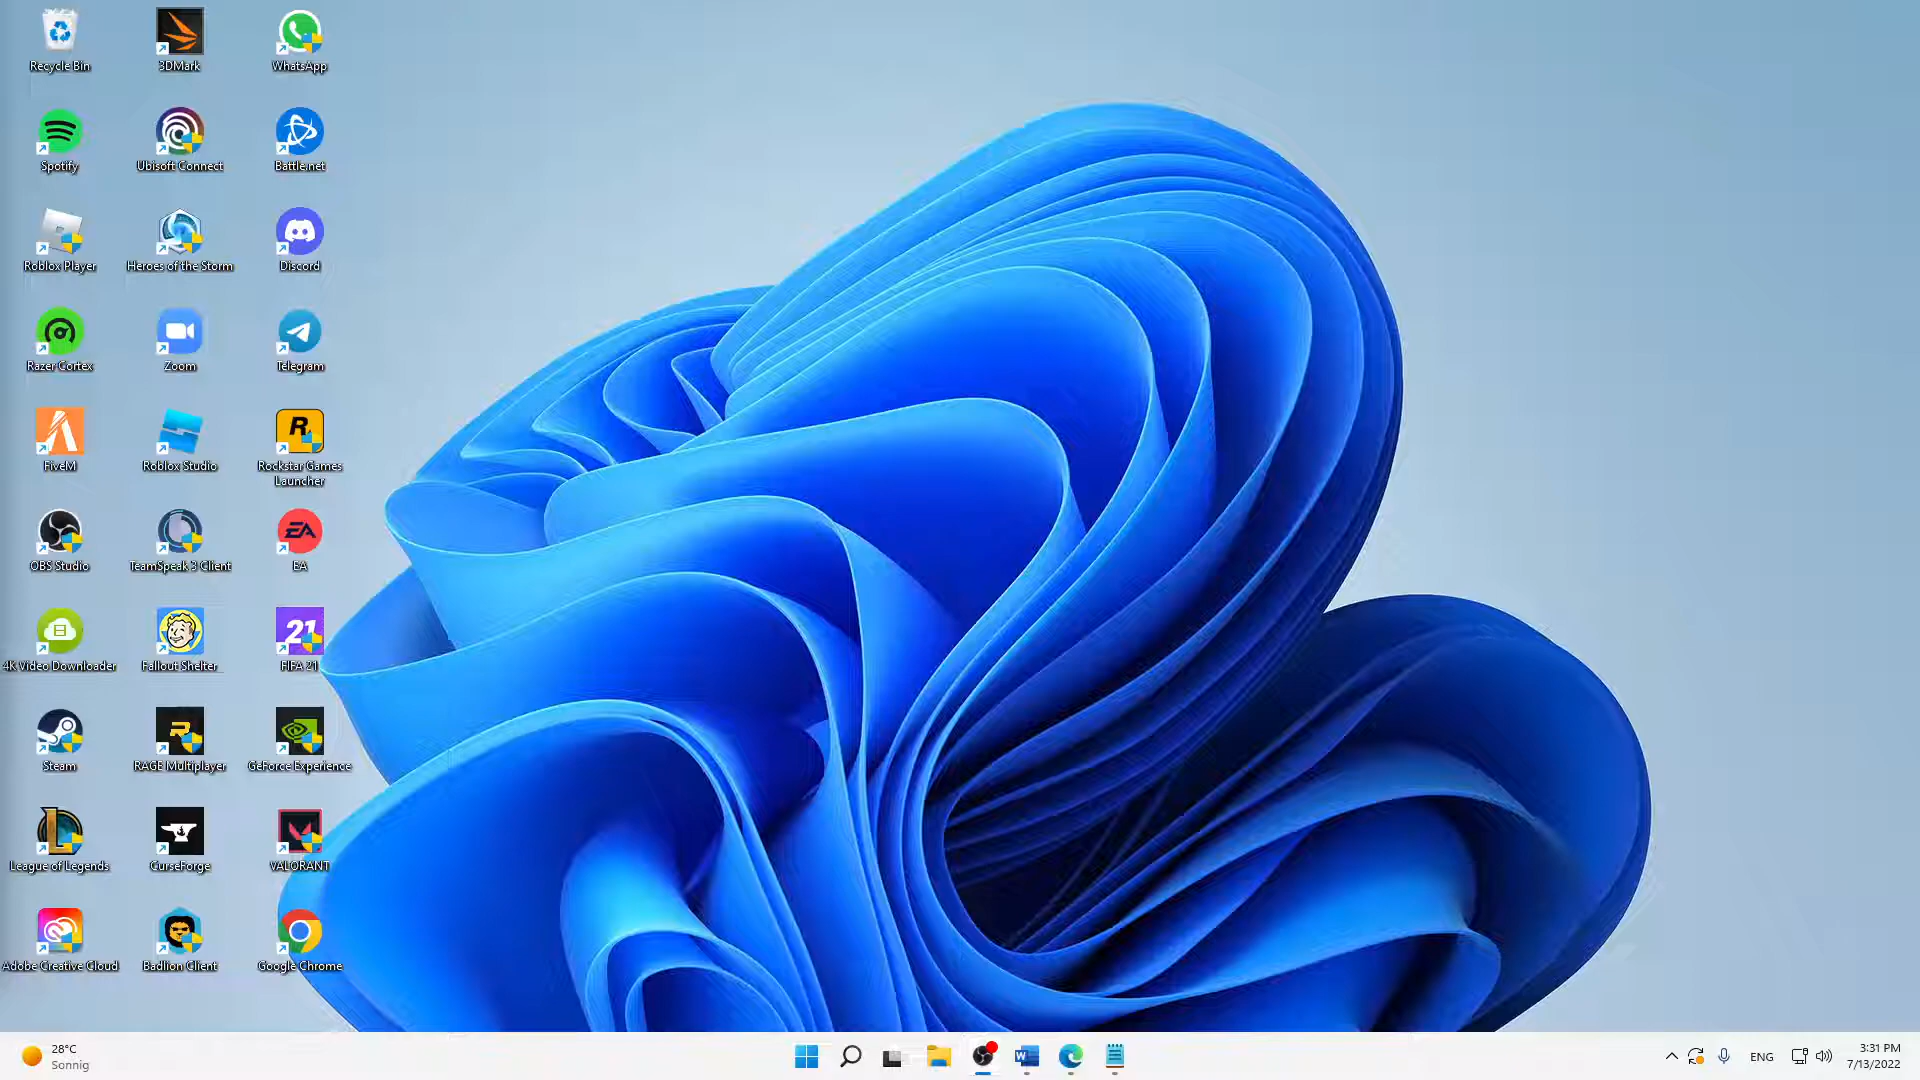 Recycle Bin
3DMark
WhatsApp
Spotify
Ubisoft Connect
Battle.net
Roblox Player
Heroes of the Storm
Discord
Razer Cortex
Zoom
Telegram
FiveM
Roblox Studio
R
Rockstar Games
Launcher
OBS Studio
TeamSpeak 3 Client
EA
EA
4K Video Downloader
Fallout Shelter
21
FIFA 21
Steam
RAGE Multiplayer
GeForce Experience
League of Legends
CurseForge
VALORANT
Adobe Creative Cloud
Badlion Client
Google Chrome
28°C
Sonnig
W
ENG
3:31 PM
7/13/2022